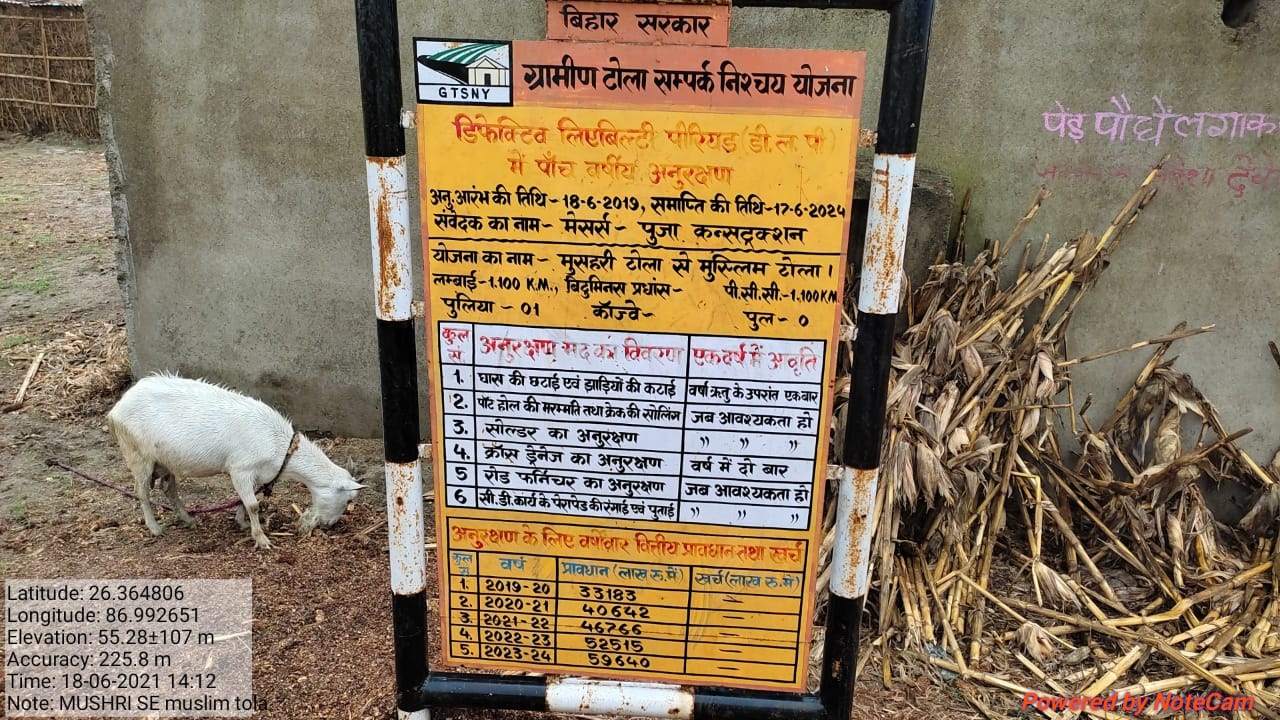 बिहार सरकार
GTSNY
ग्रामीण टोला सम्पर्क निश्चय योजना
डिफेक्टिव लिएबिल्टी पीरियड (डी.ल.पी)
में पाँच वर्षीय अनुरक्षण
अनु.आरंभ की तिथि-18-6-2019, समाप्ति की तिथि-17-6-2024
संवेदक का नाम- मेसर्स- पुजा कन्सट्रक्शन
योजना का नाम- मुसहरी टोला से मुस्लिम टोला।
लम्बाई-1.100 K.M., बिटुमिनस प्रधांस- पी.सी.सी.-1.100KM
पुलिया - 01 कॉज्वे- पुल- 0
कुल सं. अनुरक्षण मद का विवरण एक वर्ष में अवृति
1. घास की छटाई एवं झाड़ियों की कटाई वर्षा ऋतु के उपरांत एकबार
2. पॉट होल की मरम्मति तथा क्रेक की सीलिंग जब आवश्यकता हो
3. सोल्डर का अनुरक्षण " " "
4. क्रॉस ड्रेनेज का अनुरक्षण वर्ष में दो बार
5 रोड फर्निचर का अनुरक्षण जब आवश्यकता हो
6 सी.डी.कार्य के पेरापेड की रंगाई एवं पुताई " " "
अनुरक्षण के लिए वर्षोवार वित्तीय प्रावधान तथा खर्च
कुल सं वर्ष प्रावधान (लाख रु.में) खर्च (लाख रु.में)
1. 2019-20 33183 -
2. 2020-21 40642 -
3. 2021-22 46766 -
4. 2022-23 52515
5. 2023-24 59640
पेड़ पौधें लगाक
देवे
Latitude: 26.364806
Longitude: 86.992651
Elevation: 55.28±107 m
Accuracy: 225.8 m
Time: 18-06-2021 14:12
Note: MUSHRI SE muslim tola
Powered by NoteCam